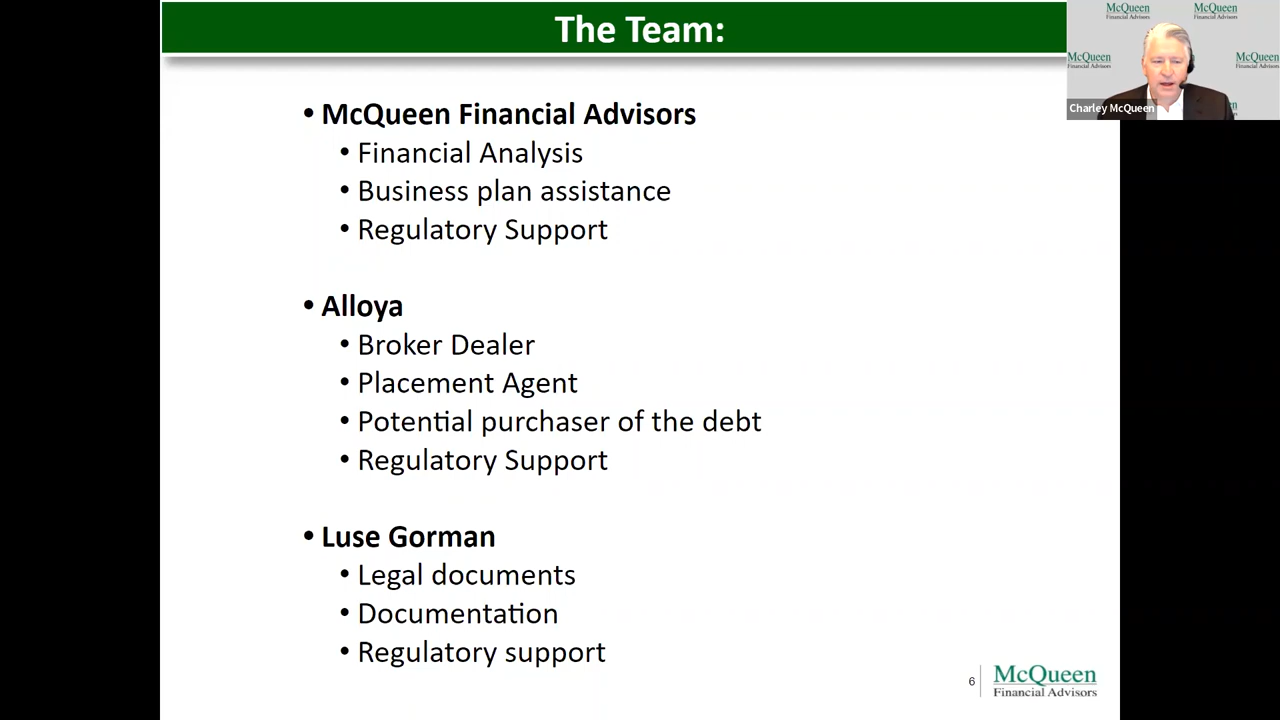 The Team:
• McQueen Financial Advisors
• Financial Analysis
• Business plan assistance
• Regulatory Support
• Alloya
• Broker Dealer
• Placement Agent
• Potential purchaser of the debt
• Regulatory Support
• Luse Gorman
• Legal documents
• Documentation
• Regulatory support
6
McQueen
Financial Advisors
McQueen
Financial Advisors
McQueen
Financial Advisors
McQueen
Financial Advisors
McQueen
Financial Advisors
Charley McQueen